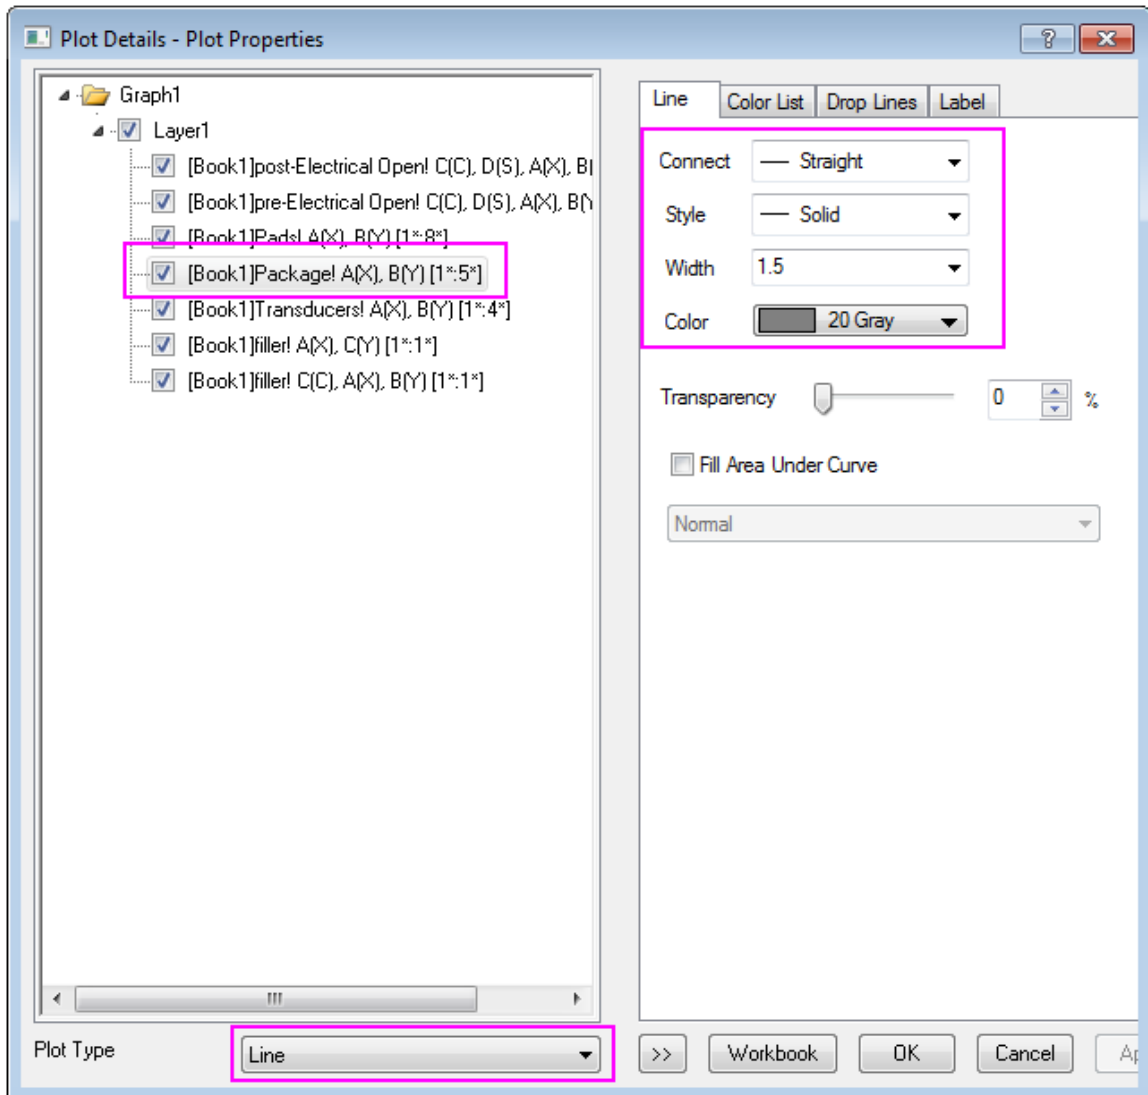 Plot Details - Plot Properties
Graph1
Layer1
[Book1]post-Electrical Open! C(C), D(S), A(X), B(
[Book1]pre-Electrical Open! C(C), D(S), A(X), B(Y
[Book1]Pads! A(X), B(Y) [1*:8*]
[Book1]Package! A(X), B(Y) [1*:5*]
[Book1]Transducers! A(X), B(Y) [1*:4*]
[Book1]filler! A(X), C(Y) [1*:1*]
[Book1]filler! C(C), A(X), B(Y) [1*:1*]
Line Color List Drop Lines Label
Connect Straight
Style Solid
Width 1.5
Color 20 Gray
Transparency 0 %
Fill Area Under Curve
Normal
Plot Type Line >> Workbook OK Cancel